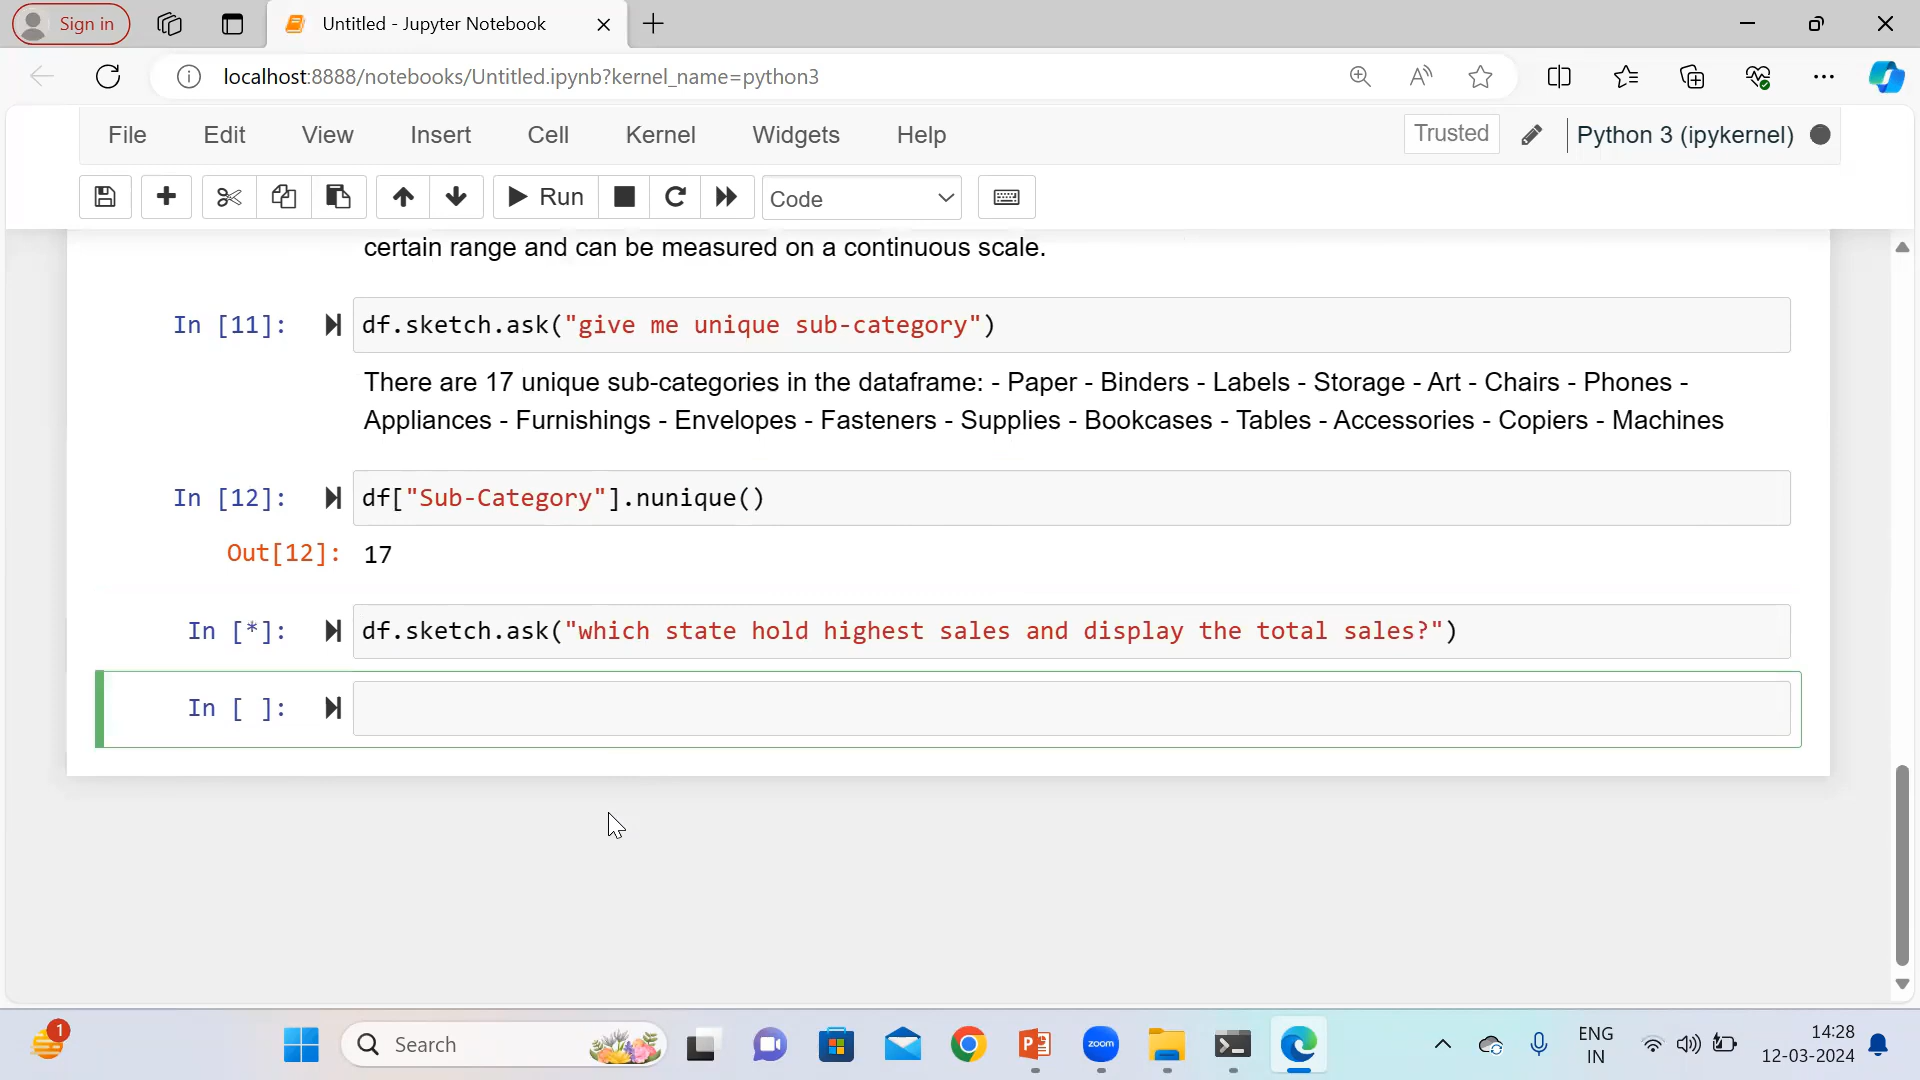 Sign in
Untitled - Jupyter Notebook
localhost:8888/notebooks/Untitled.ipynb?kernel_name=python3
File Edit View Insert Cell Kernel Widgets Help
Trusted
Python 3 (ipykernel)
Run
Code
certain range and can be measured on a continuous scale.
In [11]: df.sketch.ask("give me unique sub-category")
There are 17 unique sub-categories in the dataframe: - Paper - Binders - Labels - Storage - Art - Chairs - Phones -
Appliances - Furnishings - Envelopes - Fasteners - Supplies - Bookcases - Tables - Accessories - Copiers - Machines
In [12]: df["Sub-Category"].nunique()
Out[12]: 17
In [*]: df.sketch.ask("which state hold highest sales and display the total sales?")
In [ ]:
1
Search
zoom
ENG
IN
14:28
12-03-2024